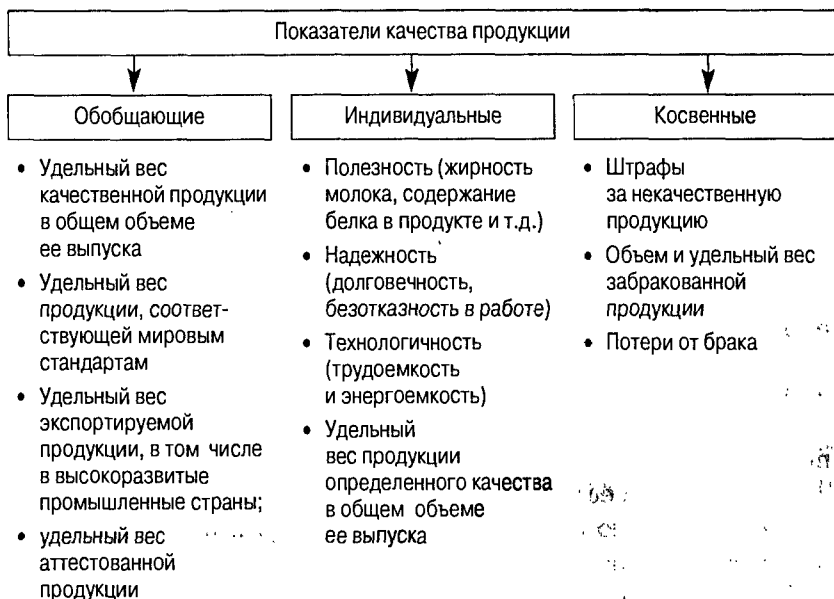 Показатели качества продукции
Обобщающие
• Удельный вес
качественной продукции
в общем объеме
ее выпуска
• Удельный вес
продукции, соответ-
ствующей мировым
стандартам
• Удельный вес
экспортируемой
продукции, в том числе
в высокоразвитые
промышленные страны;
• удельный вес
аттестованной
продукции
Индивидуальные
• Полезность (жирность
молока, содержание
белка в продукте и т.д.)
• Надежность
(долговечность,
безотказность в работе)
• Технологичность
(трудоемкость
и энергоемкость)
• Удельный
вес продукции
определенного качества
в общем объеме
ее выпуска
Косвенные
• Штрафы
за некачественную
продукцию
• Объем и удельный вес
забракованной
продукции
• Потери от брака